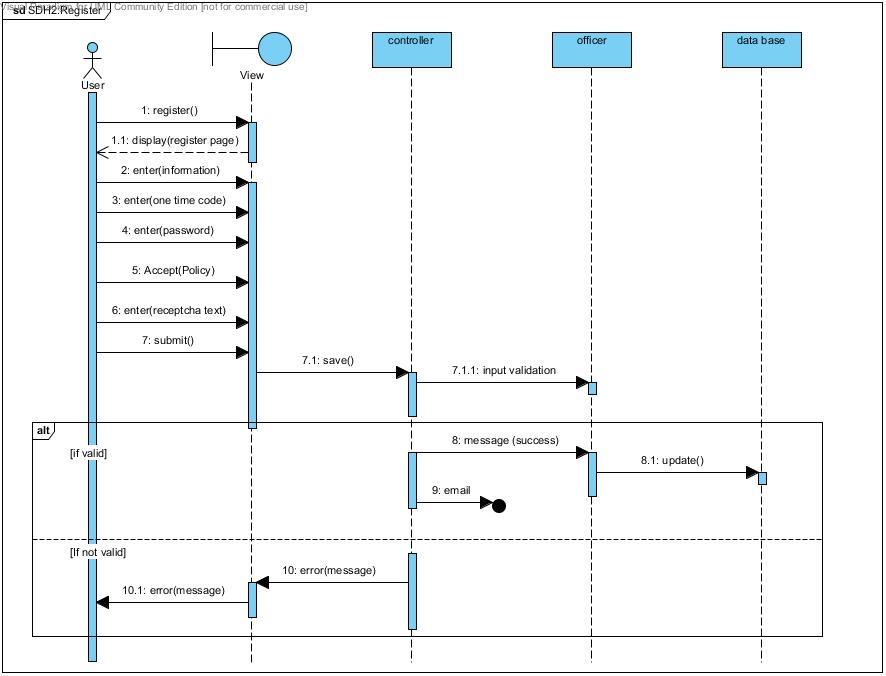 Visual Paradigm for UML Community Edition [not for commercial use]
sd SDH2.Register
User
View
controller
officer
data base
1: register()
1.1: display(register page)
2: enter(information)
3: enter(one time code)
4: enter(password)
5: Accept(Policy)
6: enter(receptcha text)
7: submit()
7.1: save()
7.1.1: input validation
alt
[if valid]
8: message (success)
8.1: update()
9: email
[If not valid]
10: error(message)
10.1: error(message)